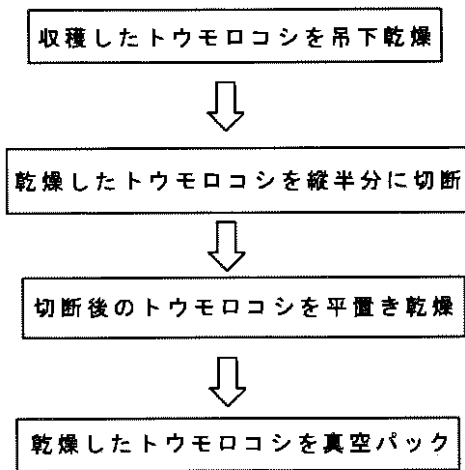 収穫したトウモロコシを吊下乾燥
乾燥したトウモロコシを縦半分に切断
切断後のトウモロコシを平置き乾燥
乾燥したトウモロコシを真空パック